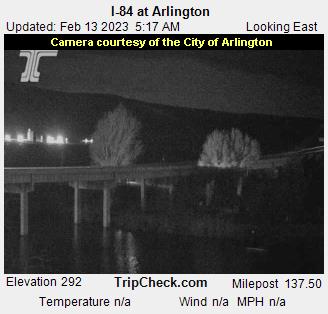 I-84 at Arlington
Updated: Feb 13 2023 5:17 AM Looking East
Camera courtesy of the City of Arlington
Elevation 292 TripCheck.com Milepost 137.50
Temperature n/a Wind n/a MPH n/a